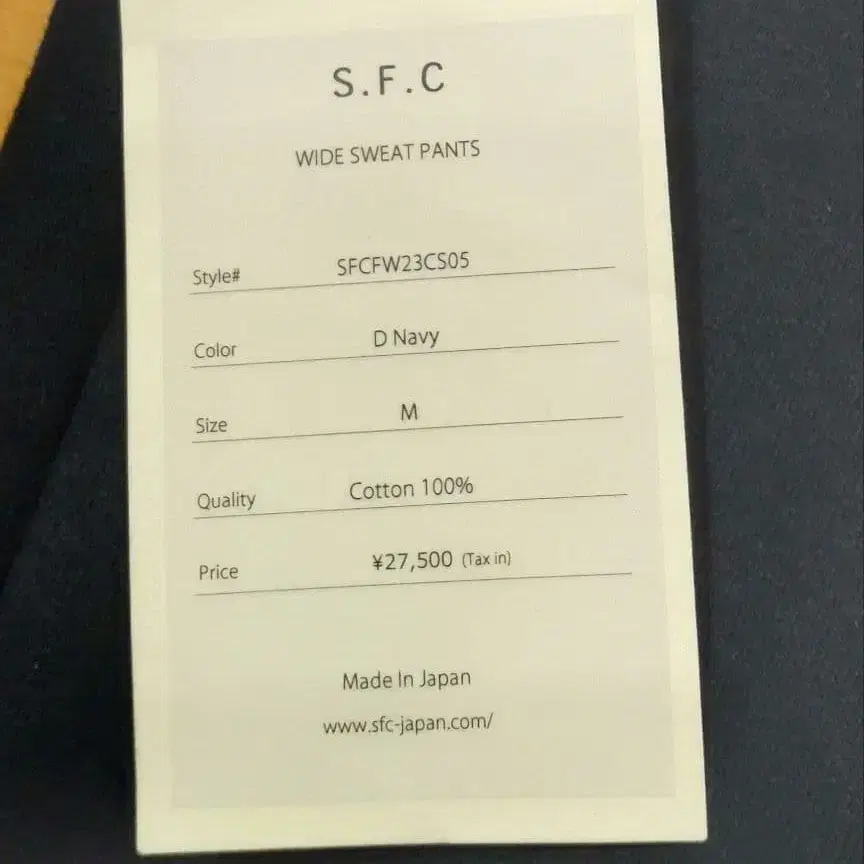 S.F.C
WIDE SWEAT PANTS
Style# SFCFW23CS05
Color D Navy
Size M
Quality Cotton 100%
Price ¥27,500 (Tax in)
Made In Japan
www.sfc-japan.com/